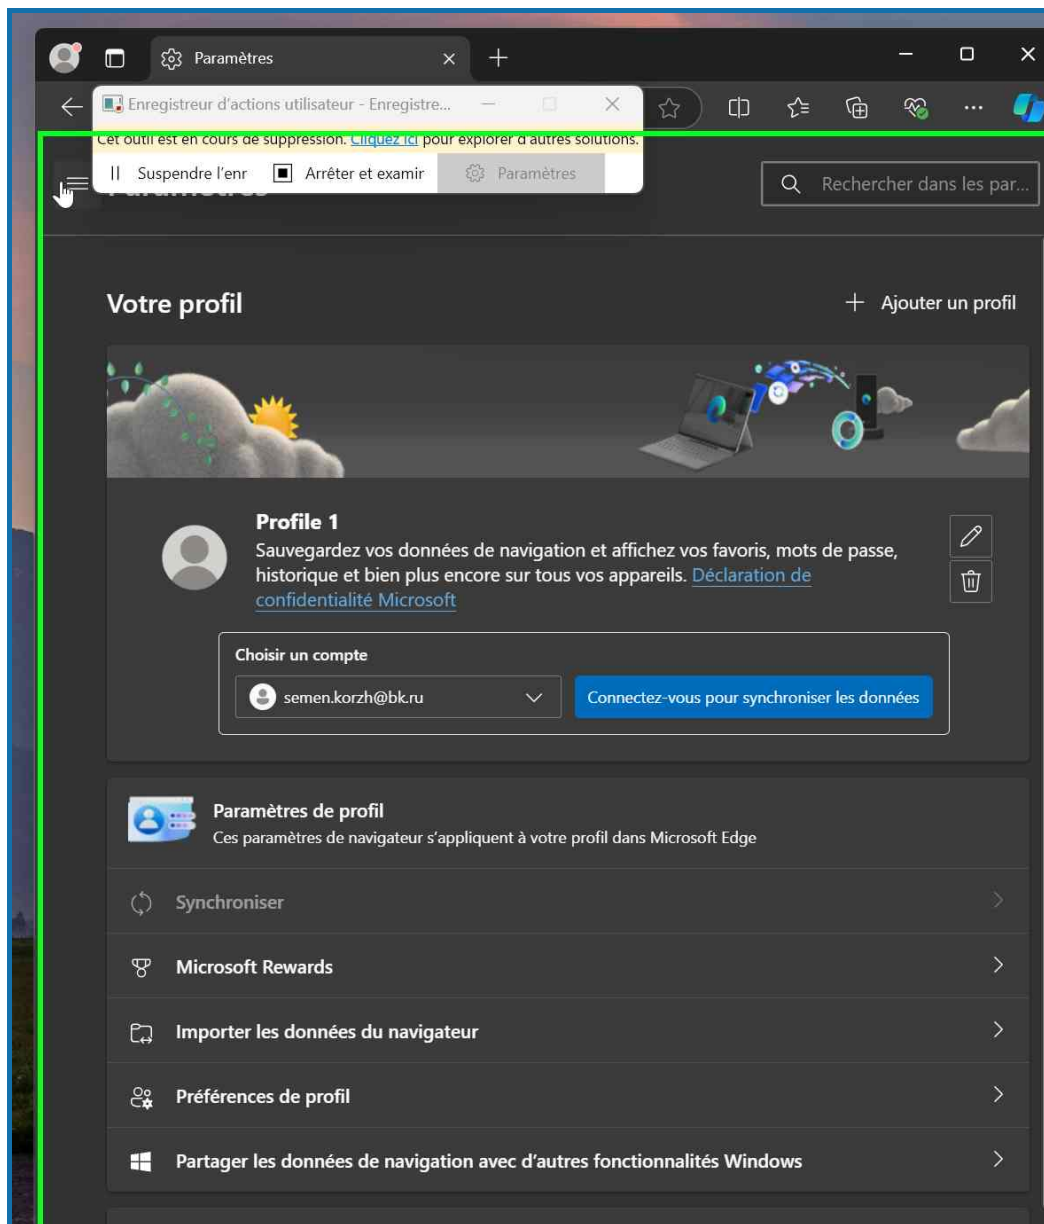 Paramètres
Enregistreur d'actions utilisateur - Enregistre...
Cet outil est en cours de suppression. Cliquez ici pour explorer d'autres solutions.
Suspendre l'enr
Arrêter et examir
Paramètres
Paramètres
Rechercher dans les par...
Votre profil
Ajouter un profil
Profile 1
Sauvegardez vos données de navigation et affichez vos favoris, mots de passe,
historique et bien plus encore sur tous vos appareils. Déclaration de
confidentialité Microsoft
Choisir un compte
semen.korzh@bk.ru
Connectez-vous pour synchroniser les données
Paramètres de profil
Ces paramètres de navigateur s'appliquent à votre profil dans Microsoft Edge
Synchroniser
Microsoft Rewards
Importer les données du navigateur
Préférences de profil
Partager les données de navigation avec d'autres fonctionnalités Windows